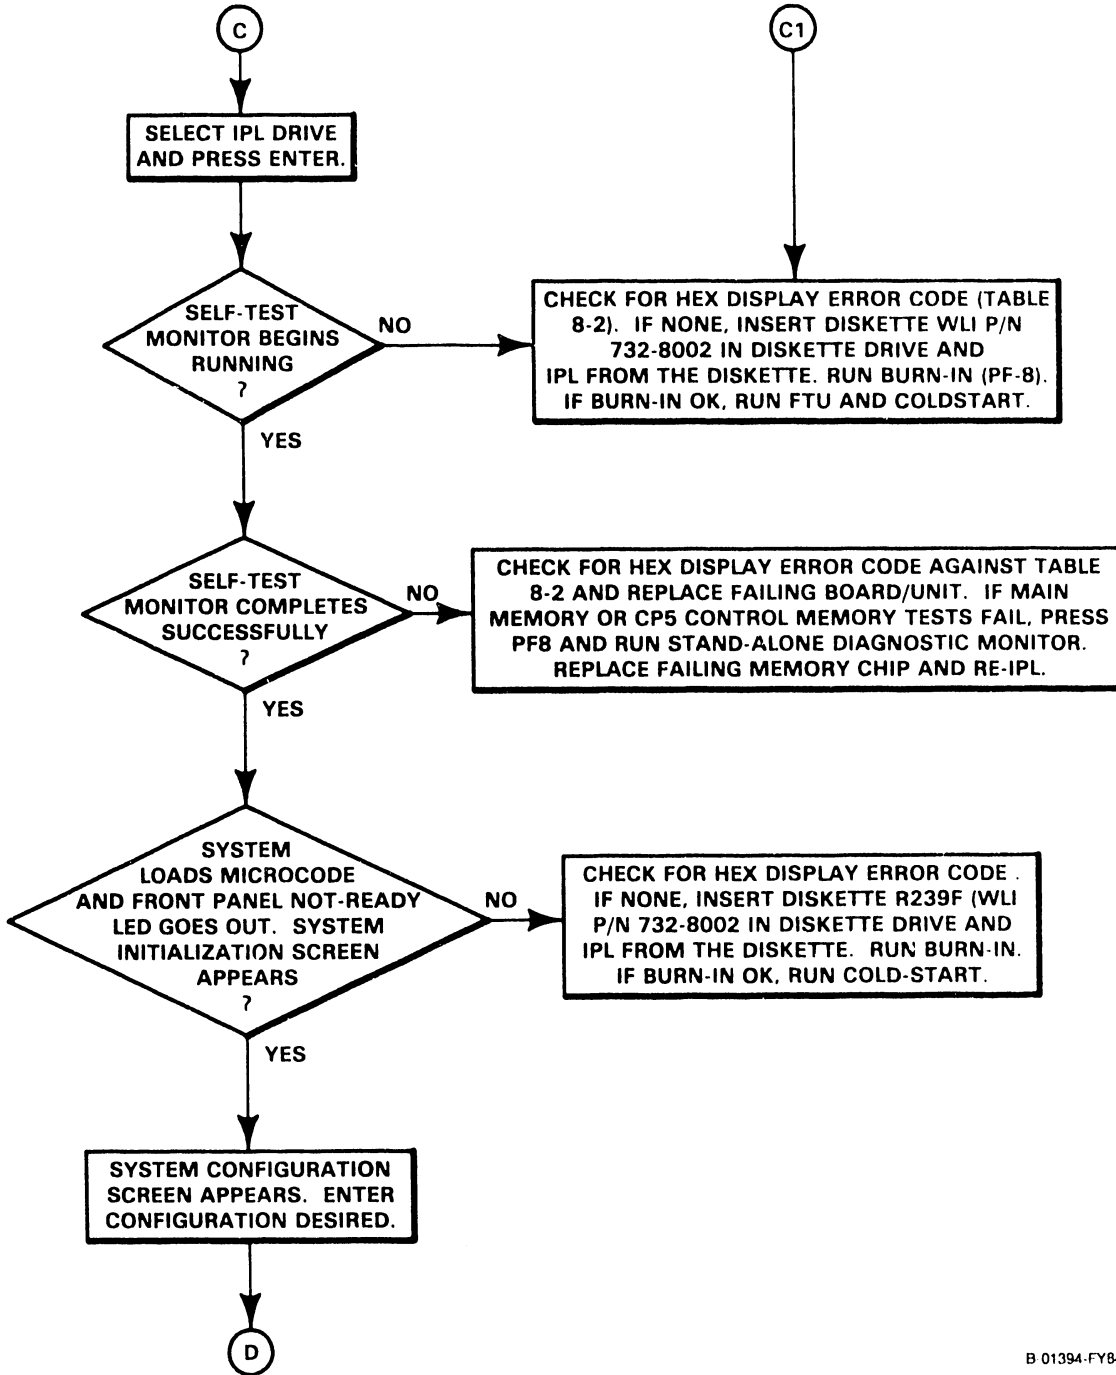 C
C1
SELECT IPL DRIVE
AND PRESS ENTER.
SELF-TEST
MONITOR BEGINS
RUNNING
?
NO
YES
CHECK FOR HEX DISPLAY ERROR CODE (TABLE
8-2). IF NONE, INSERT DISKETTE WLI P/N
732-8002 IN DISKETTE DRIVE AND
IPL FROM THE DISKETTE. RUN BURN-IN (PF-8).
IF BURN-IN OK, RUN FTU AND COLDSTART.
SELF-TEST
MONITOR COMPLETES
SUCCESSFULLY
?
NO
YES
CHECK FOR HEX DISPLAY ERROR CODE AGAINST TABLE
8-2 AND REPLACE FAILING BOARD/UNIT. IF MAIN
MEMORY OR CP5 CONTROL MEMORY TESTS FAIL, PRESS
PF8 AND RUN STAND-ALONE DIAGNOSTIC MONITOR.
REPLACE FAILING MEMORY CHIP AND RE-IPL.
SYSTEM
LOADS MICROCODE
AND FRONT PANEL NOT-READY
LED GOES OUT. SYSTEM
INITIALIZATION SCREEN
APPEARS
?
NO
YES
CHECK FOR HEX DISPLAY ERROR CODE .
IF NONE, INSERT DISKETTE R239F (WLI
P/N 732-8002 IN DISKETTE DRIVE AND
IPL FROM THE DISKETTE. RUN BURN-IN.
IF BURN-IN OK, RUN COLD-START.
SYSTEM CONFIGURATION
SCREEN APPEARS. ENTER
CONFIGURATION DESIRED.
D
B-01394-FY8-